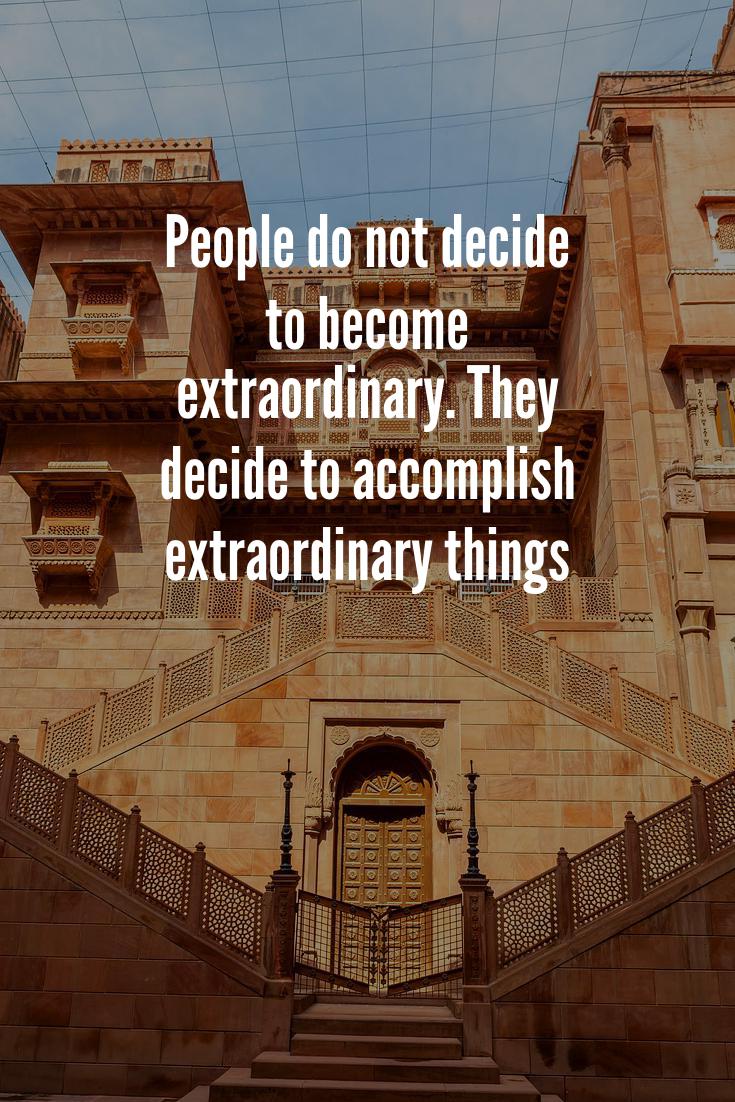 People do not decide
to become
extraordinary. They
decide to accomplish
extraordinary things